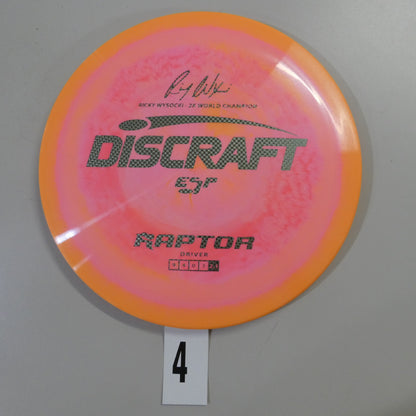 RICKY WYSOCKI - 2X WORLD CHAMPION
DISCRAFT
ESP
RAPTOR
DRIVER
4